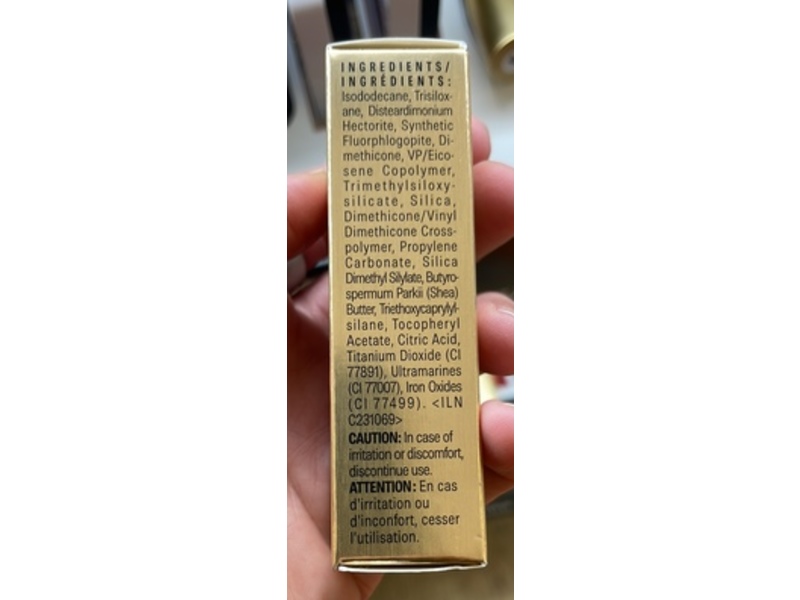 INGREDIENTS/
INGRÉDIENTS:
Isododecane, Trisilox-
ane, Disteardimonium
Hectorite, Synthetic
Fluorphlogopite, Di-
methicone, VP/Eico-
sene Copolymer,
Trimethylsiloxy-
silicate, Silica,
Dimethicone/Vinyl
Dimethicone Cross-
polymer, Propylene
Carbonate, Silica
Dimethyl Silylate, Butyro-
spermum Parkii (Shea)
Butter, Triethoxycaprylyl-
silane, Tocopheryl
Acetate, Citric Acid,
Titanium Dioxide (CI
77891), Ultramarines
(CI 77007), Iron Oxides
(CI 77499). <ILN
C231069>
CAUTION: In case of
irritation or discomfort,
discontinue use.
ATTENTION: En cas
d'irritation ou
d'inconfort, cesser
l'utilisation.